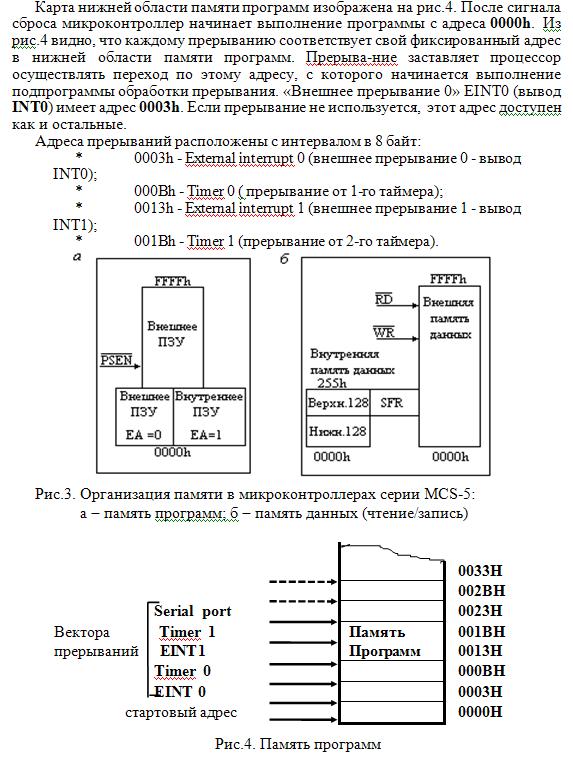 Карта нижней области памяти программ изображена на рис.4. После сигнала
сброса микроконтроллер начинает выполнение программы с адреса 0000h. Из
рис.4 видно, что каждому прерыванию соответствует свой фиксированный адрес
в нижней области памяти программ. Прерыва-ние заставляет процессор
осуществлять переход по этому адресу, с которого начинается выполнение
подпрограммы обработки прерывания. «Внешнее прерывание 0» EINT0 (вывод
INT0) имеет адрес 0003h. Если прерывание не используется, этот адрес доступен
как и остальные.
Адреса прерываний расположены с интервалом в 8 байт:
* 0003h - External interrupt 0 (внешнее прерывание 0 - вывод
INT0);
* 000Bh - Timer 0 ( прерывание от 1-го таймера);
* 0013h - External interrupt 1 (внешнее прерывание 1 - вывод
INT1);
* 001Bh - Timer 1 (прерывание от 2-го таймера).
а
FFFFh
Внешнее
ПЗУ
PSEN
Внешнее
ПЗУ
EA =0
Внутреннее
ПЗУ
EA=1
0000h
б
FFFFh
RD
WR
Внешняя
память
данных
Внутренняя
память данных
255h
Верхн.128
SFR
Нижн.128
0000h
0000h
Рис.3. Организация памяти в микроконтроллерах серии MCS-5:
а – память программ; б – память данных (чтение/запись)
0033H
002BH
Serial port
0023H
Вектора
прерываний
Timer 1
Память
001BH
EINT1
Программ
0013H
Timer 0
000BH
EINT 0
0003H
стартовый адрес
0000H
Рис.4. Память программ